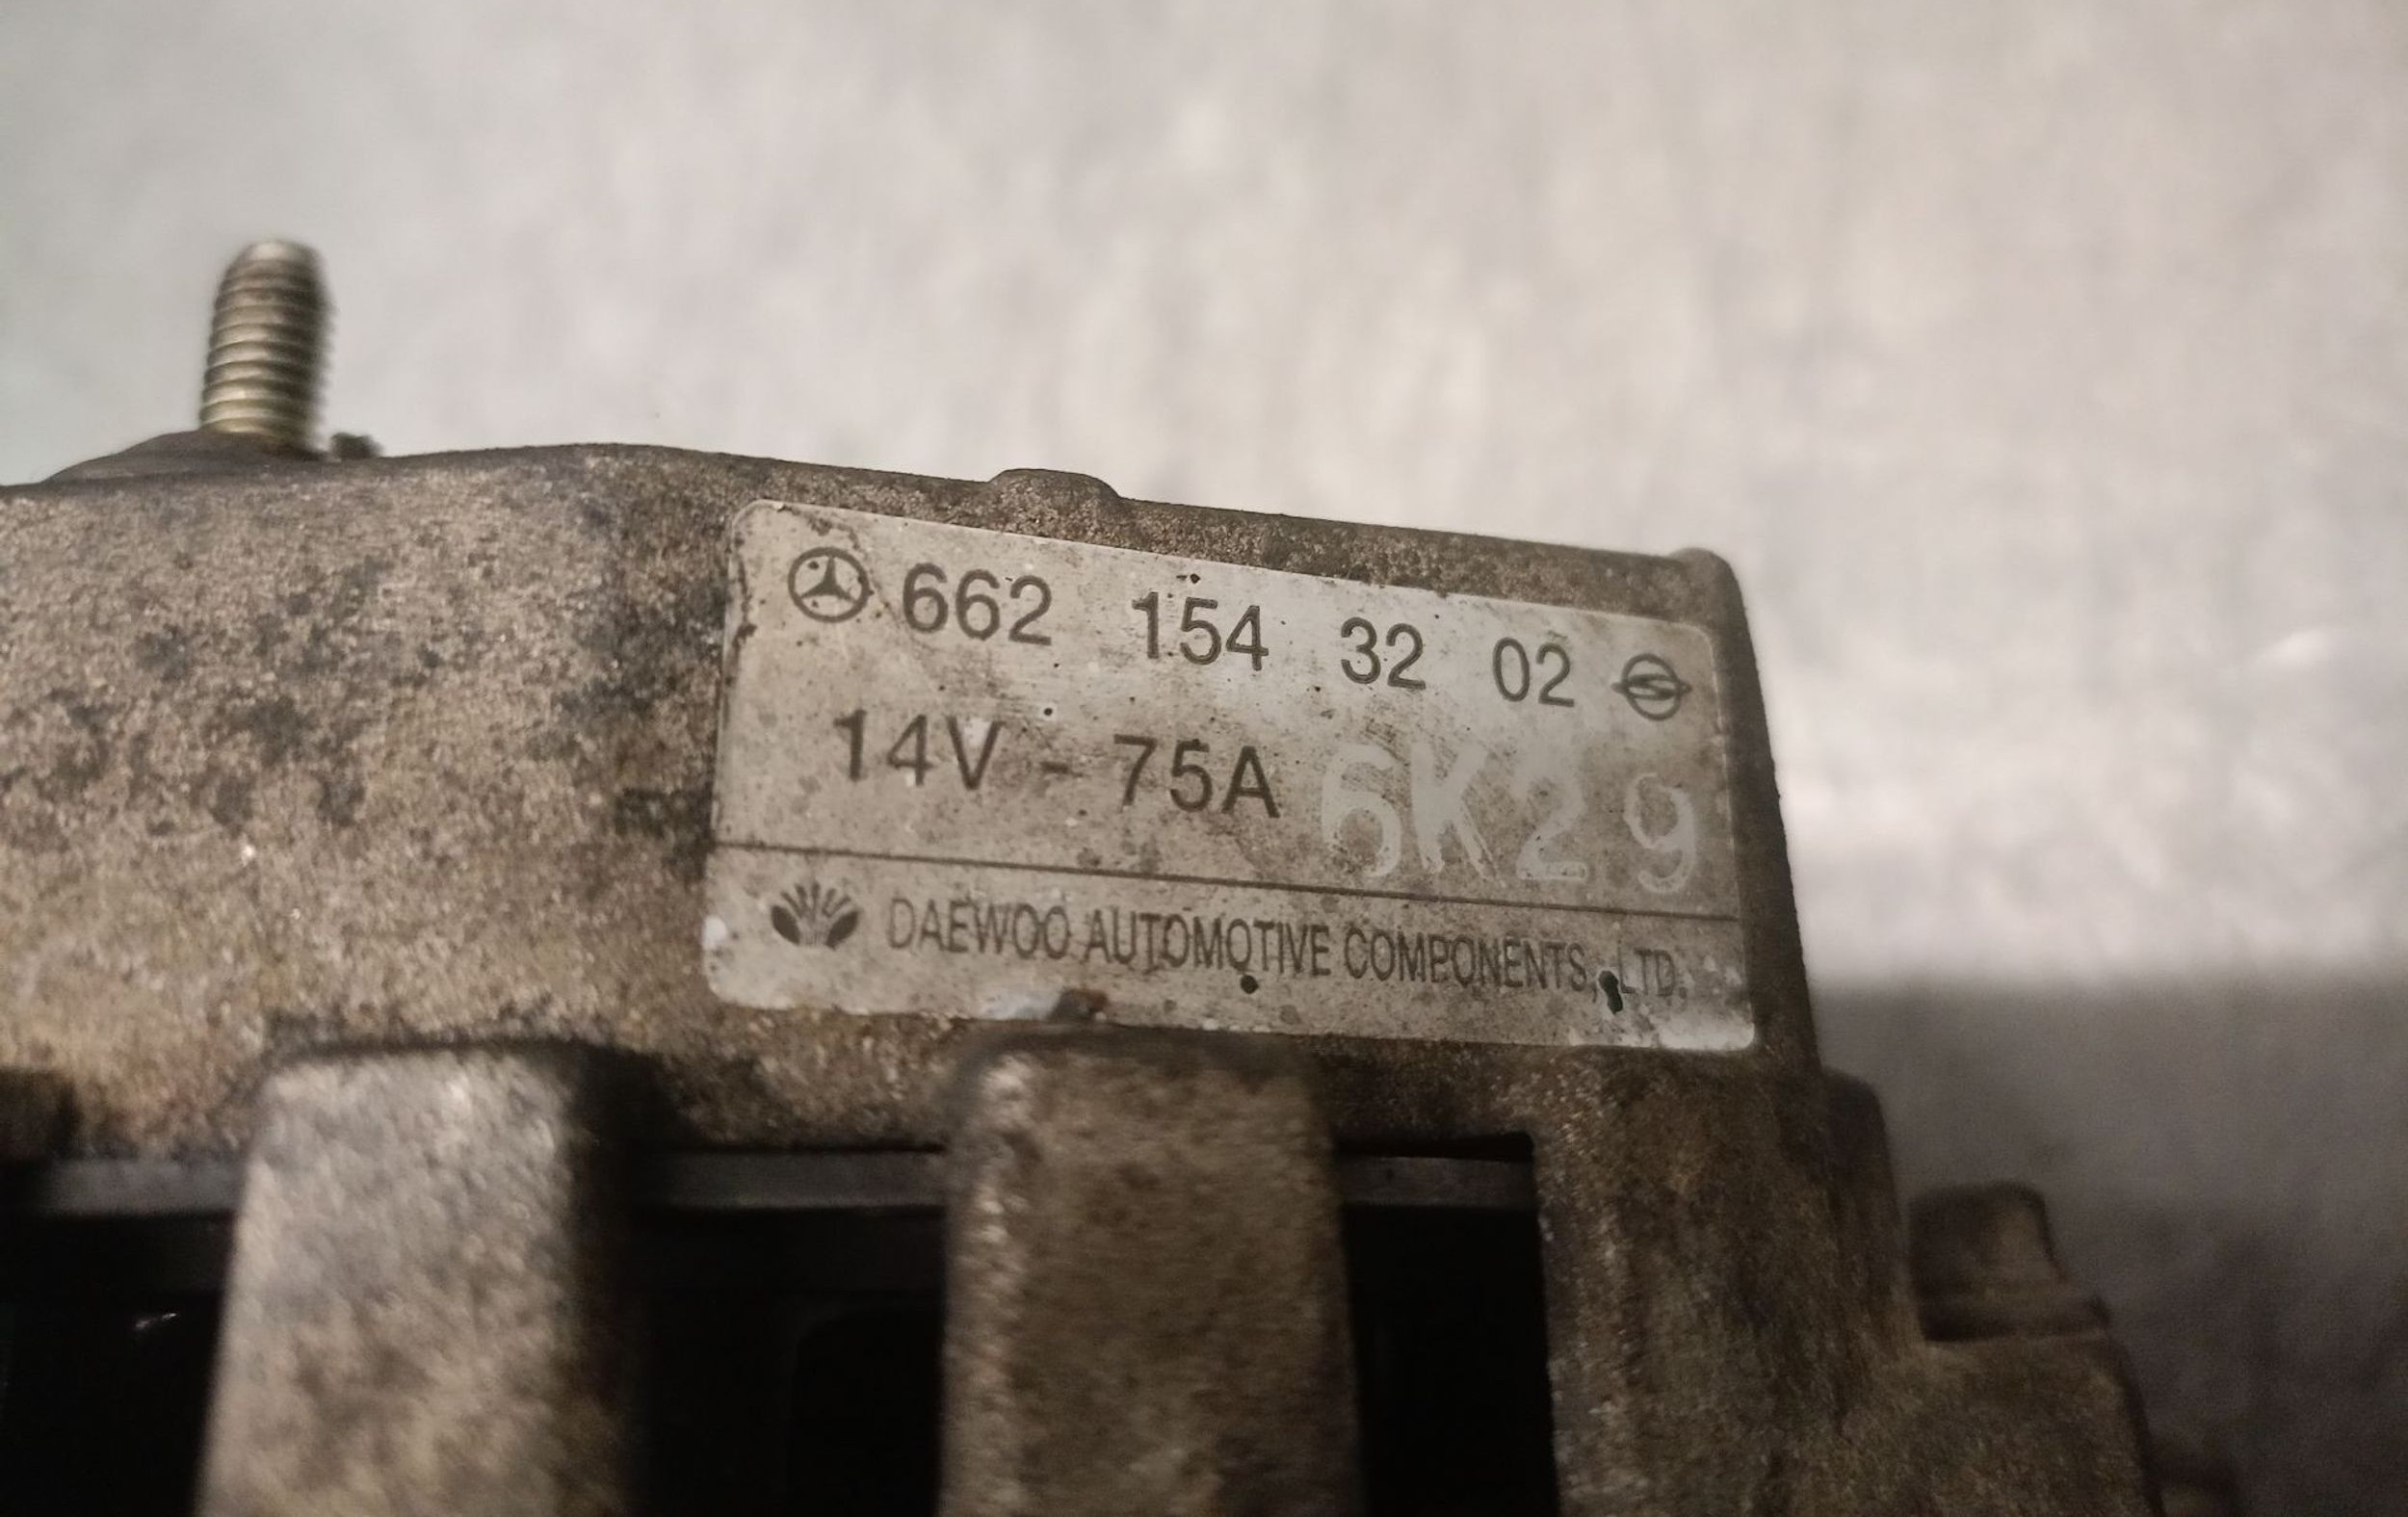 662 154 32 02
14V - 75A 6K29
DAEWOO AUTOMOTIVE COMPONENTS, LTD.